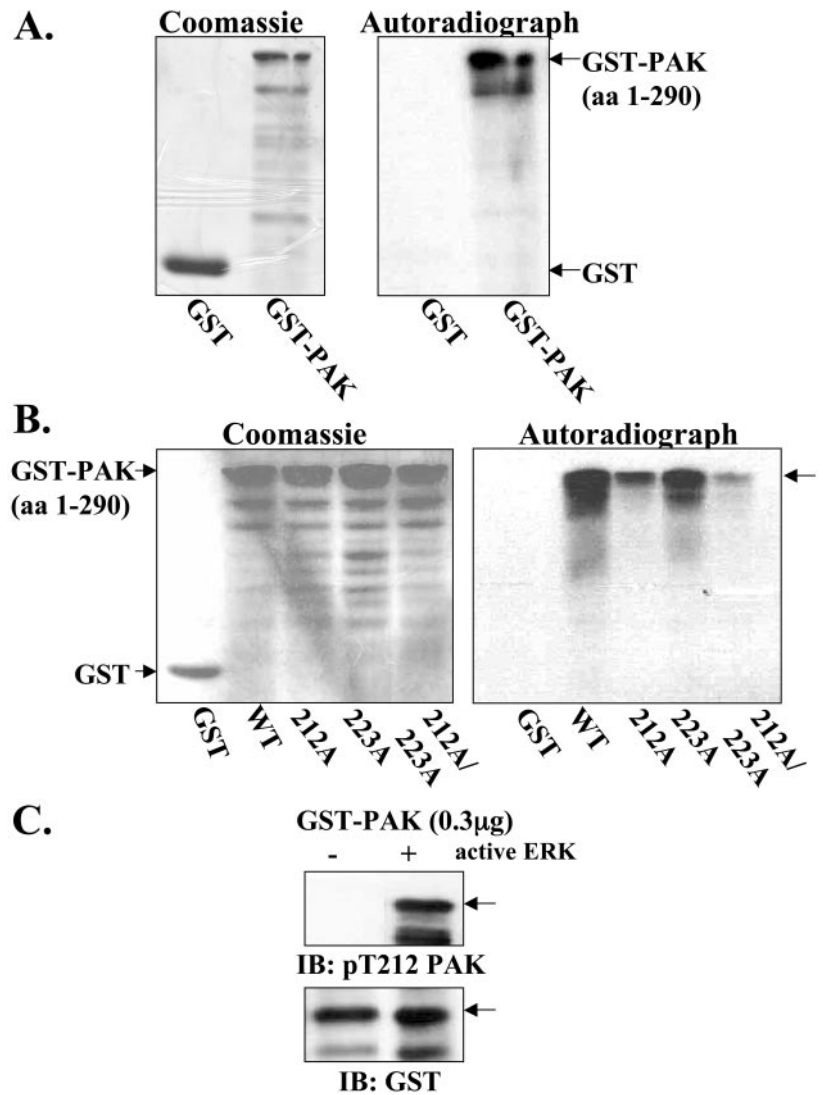 A.
Coomassie
Autoradiograph
GST-PAK
(aa 1-290)
GST
GST
GST-PAK
GST
GST-PAK
B.
Coomassie
Autoradiograph
GST-PAK
(aa 1-290)
GST
GST
WT
212A
223A
212A/
223A
GST
WT
212A
223A
212A/
223A
C.
GST-PAK (0.3μg)
- + active ERK
IB: pT212 PAK
IB: GST